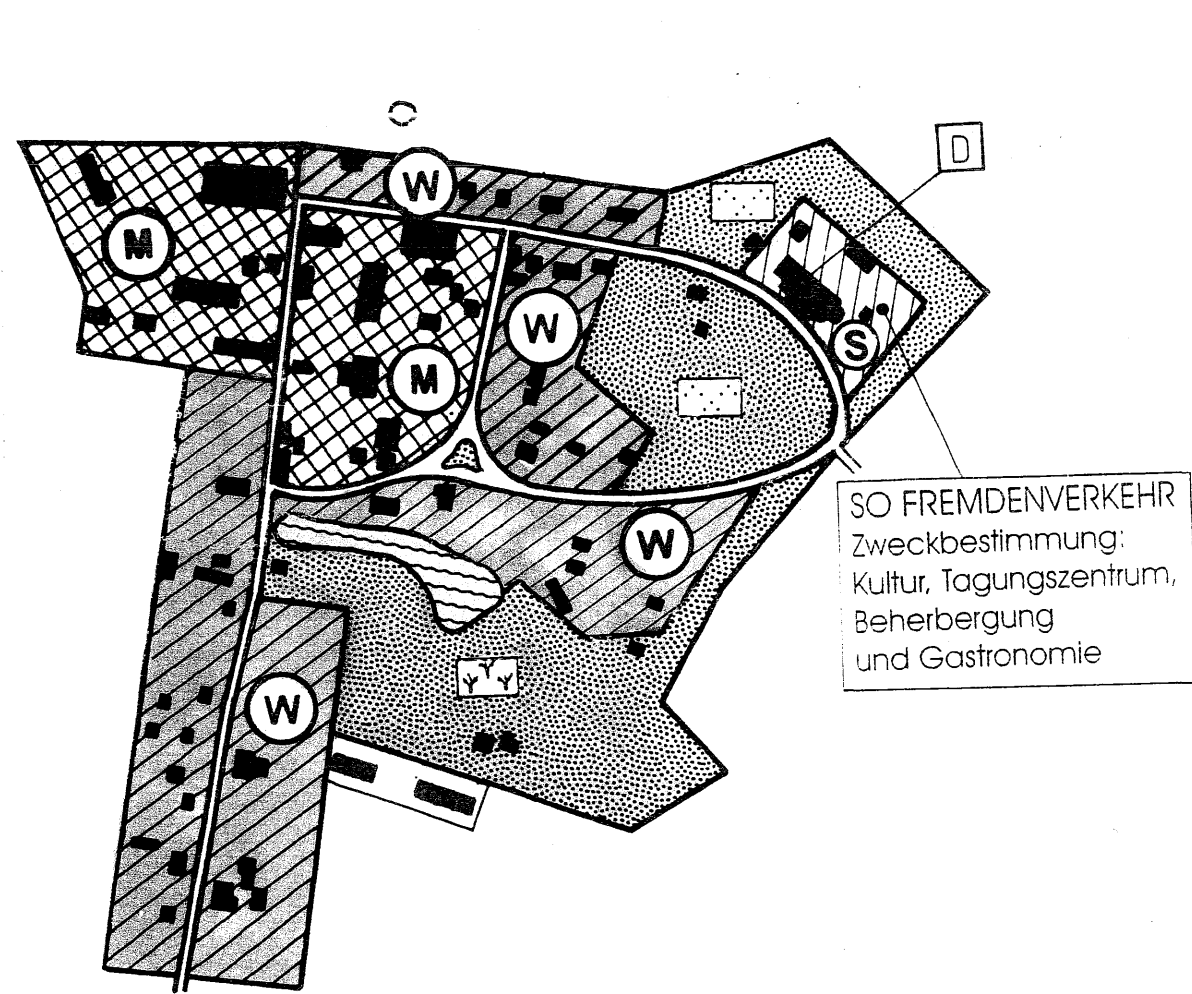 D
W
M
W
S
M
SO FREMDENVERKEHR
Zweckbestimmung:
Kultur, Tagungszentrum,
Beherbergung
und Gastronomie
W
W